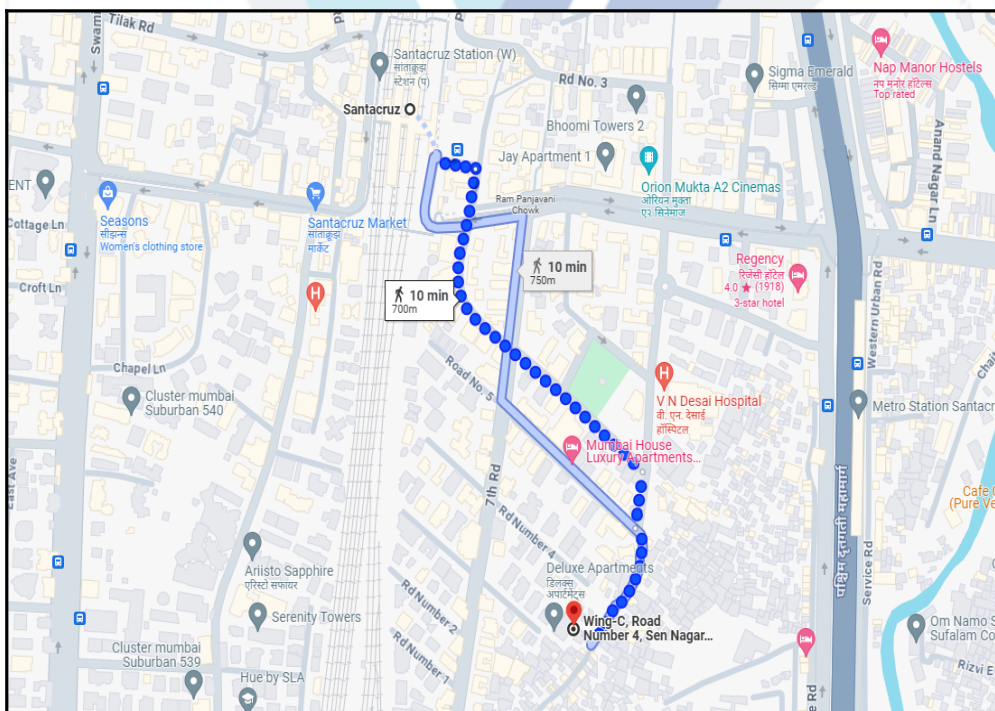 Tilak Rd
Swami
Santacruz Station (W)
सांताक्रूझ
स्टेशन (प)
Santacruz
Rd No. 3
Sigma Emerald
सिग्मा एमरल्ड
Nap Manor Hostels
नप मनोर हॉटेल्स
Top rated
Bhoomi Towers 2
Jay Apartment 1
Anand Nagar Ln
ENT
Orion Mukta A2 Cinemas
ओरियन मुक्ता
ए२ सिनेमाज
Ram Panjavani
Chowk
Cottage Ln
Seasons
सीझन्स
Women's clothing store
Santacruz Market
सांताक्रूझ
मार्केट
10 min
750m
Regency
रिजेंसी हॉटेल
4.0 ★ (1918)
3-star hotel
Croft Ln
10 min
700m
Western Urban Rd
Chapel Ln
Road No. 5
V N Desai Hospital
वी. एन. देसाई
हॉस्पिटल
Cluster mumbai
Suburban 540
Metro Station Santacr
Mumbai House
Luxury Apartments...
East Ave
7th Rd
पश्चिम द्रुतगती महामार्ग
Cafe
(Pure Ve
Rd Number 4
Service Rd
Ariisto Sapphire
एरिस्टो सफायर
Deluxe Apartments
डिलक्स
अपार्टमेंट्स
Rd Number 2
Serenity Towers
Wing-C, Road
Number 4, Sen Nagar...
Om Namo S
Sufalam Co
Rd Number 1
Cluster mumbai
Suburban 539
Hue by SLA
Rizvi E
e Rd